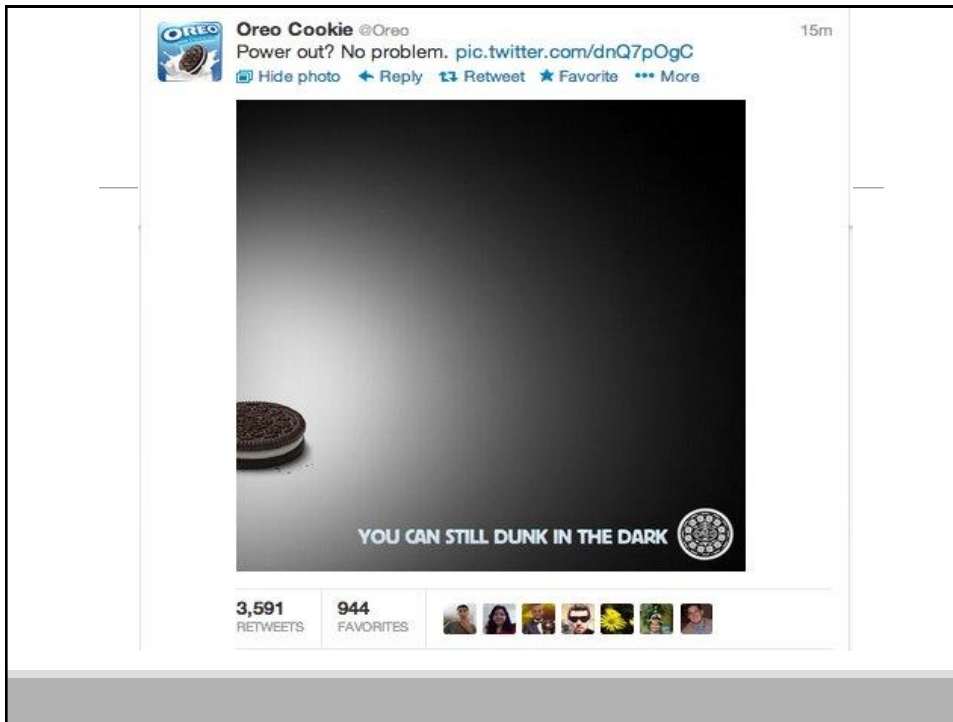 OREO
Oreo Cookie @Oreo 15m
Power out? No problem. pic.twitter.com/dnQ7pOgC
Hide photo Reply Retweet Favorite More
YOU CAN STILL DUNK IN THE DARK
3,591 944
RETWEETS FAVORITES